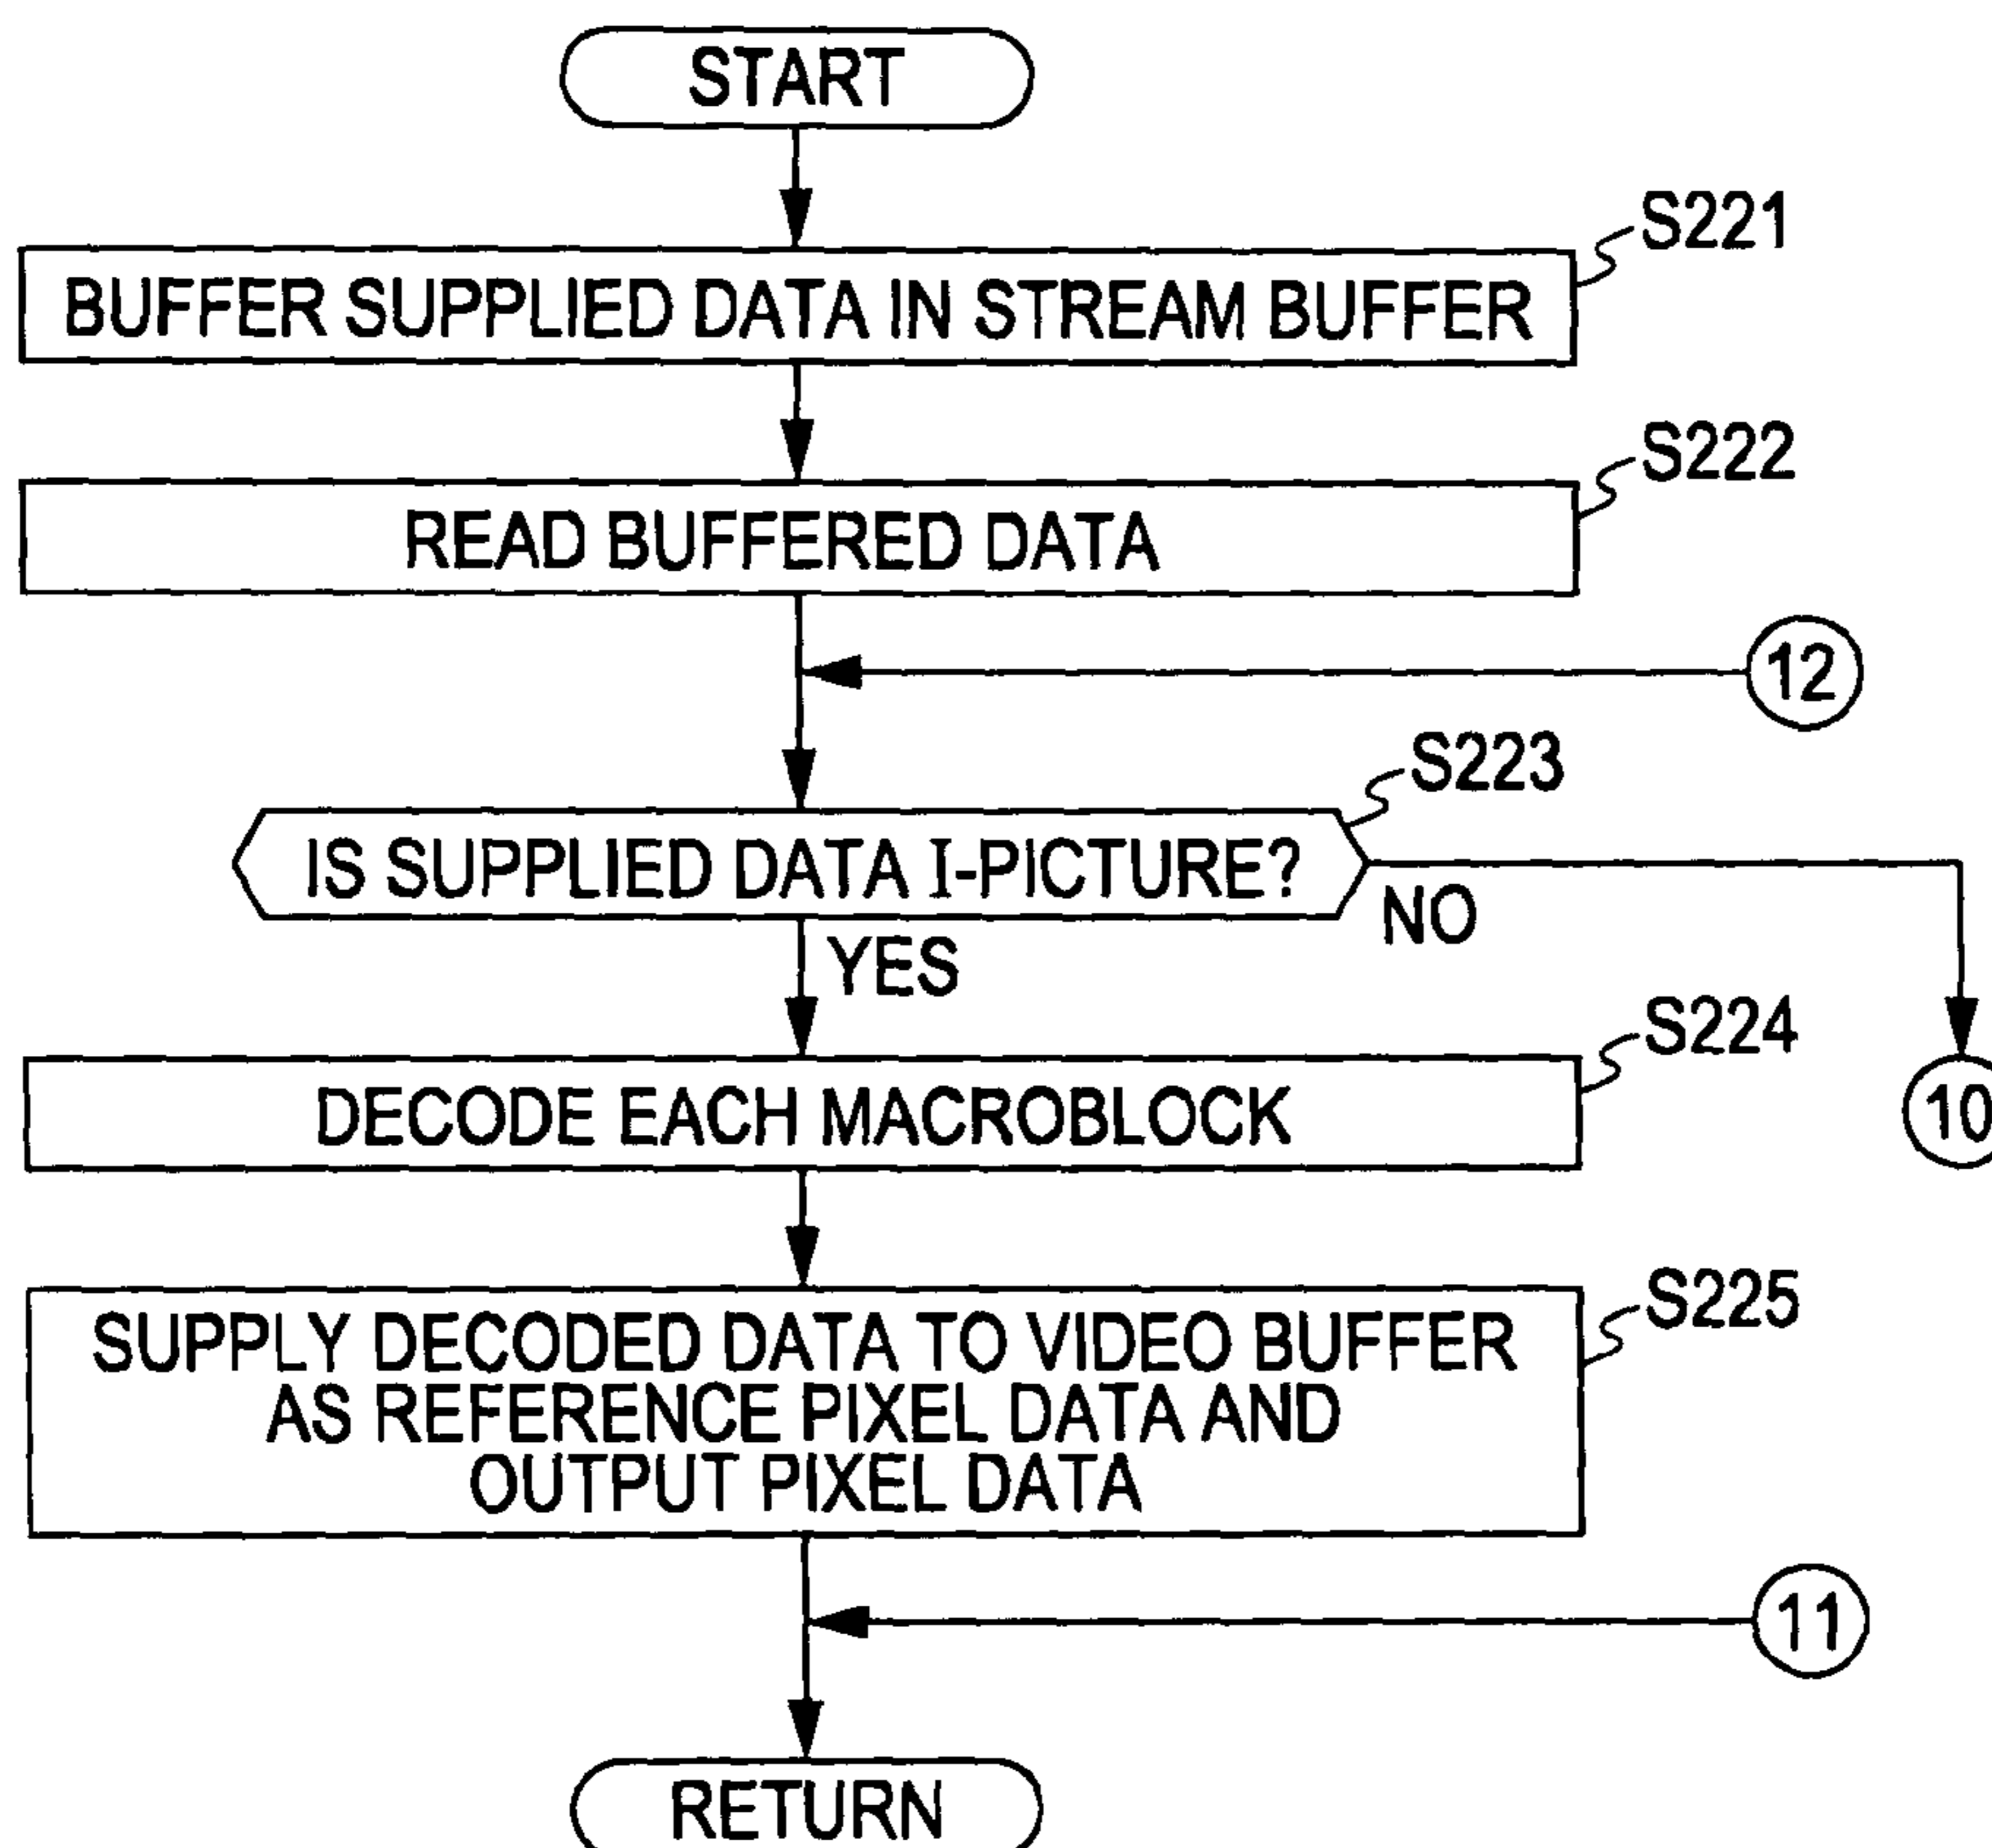 START
S221
BUFFER SUPPLIED DATA IN STREAM BUFFER
S222
READ BUFFERED DATA
12
S223
IS SUPPLIED DATA I-PICTURE?
NO
YES
S224
DECODE EACH MACROBLOCK
10
S225
SUPPLY DECODED DATA TO VIDEO BUFFER
AS REFERENCE PIXEL DATA AND
OUTPUT PIXEL DATA
11
RETURN